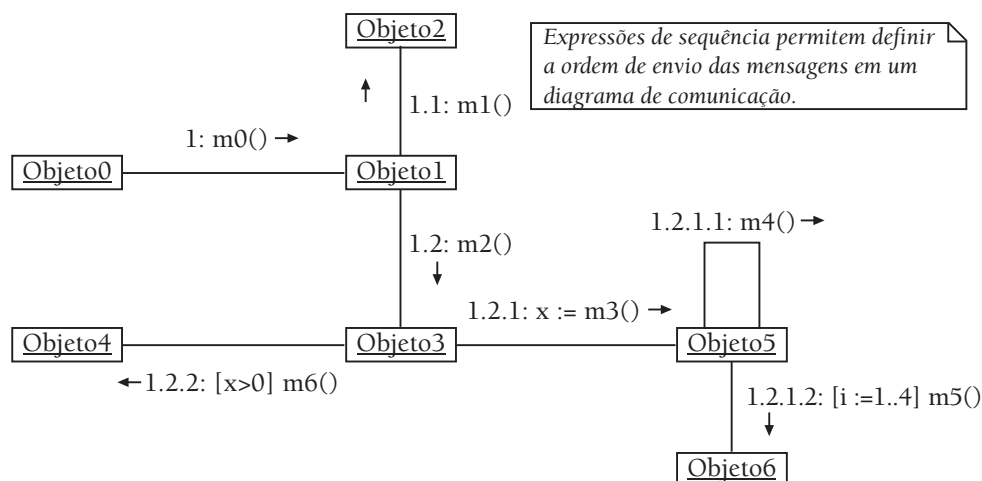 Objeto2
Expressões de sequência permitem definir
a ordem de envio das mensagens em um
diagrama de comunicação.
1.1: m1()
1: m0()
Objeto0
Objeto1
1.2: m2()
1.2.1.1: m4()
1.2.1: x := m3()
Objeto4
Objeto3
Objeto5
1.2.2: [x>0] m6()
1.2.1.2: [i :=1..4] m5()
Objeto6